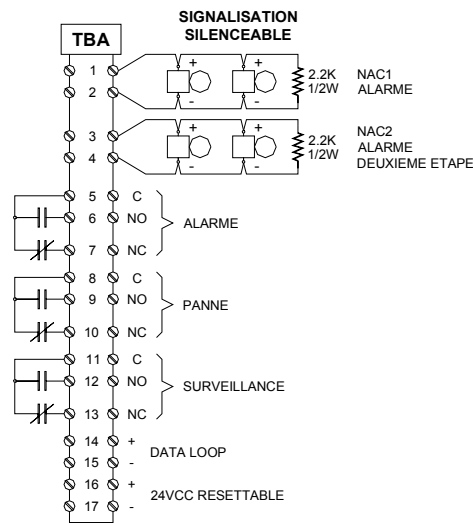 SIGNALISATION
SILENCEABLE
TBA
1 + + 2.2K NAC1
2 - - 1/2W ALARME
3 + + 2.2K NAC2
4 - - 1/2W ALARME
DEUXIEME ETAPE
5 C
6 NO ALARME
7 NC
8 C
9 NO PANNE
10 NC
11 C
12 NO SURVEILLANCE
13 NC
14 +
DATA LOOP
15 -
16 +
24VCC RESETTABLE
17 -